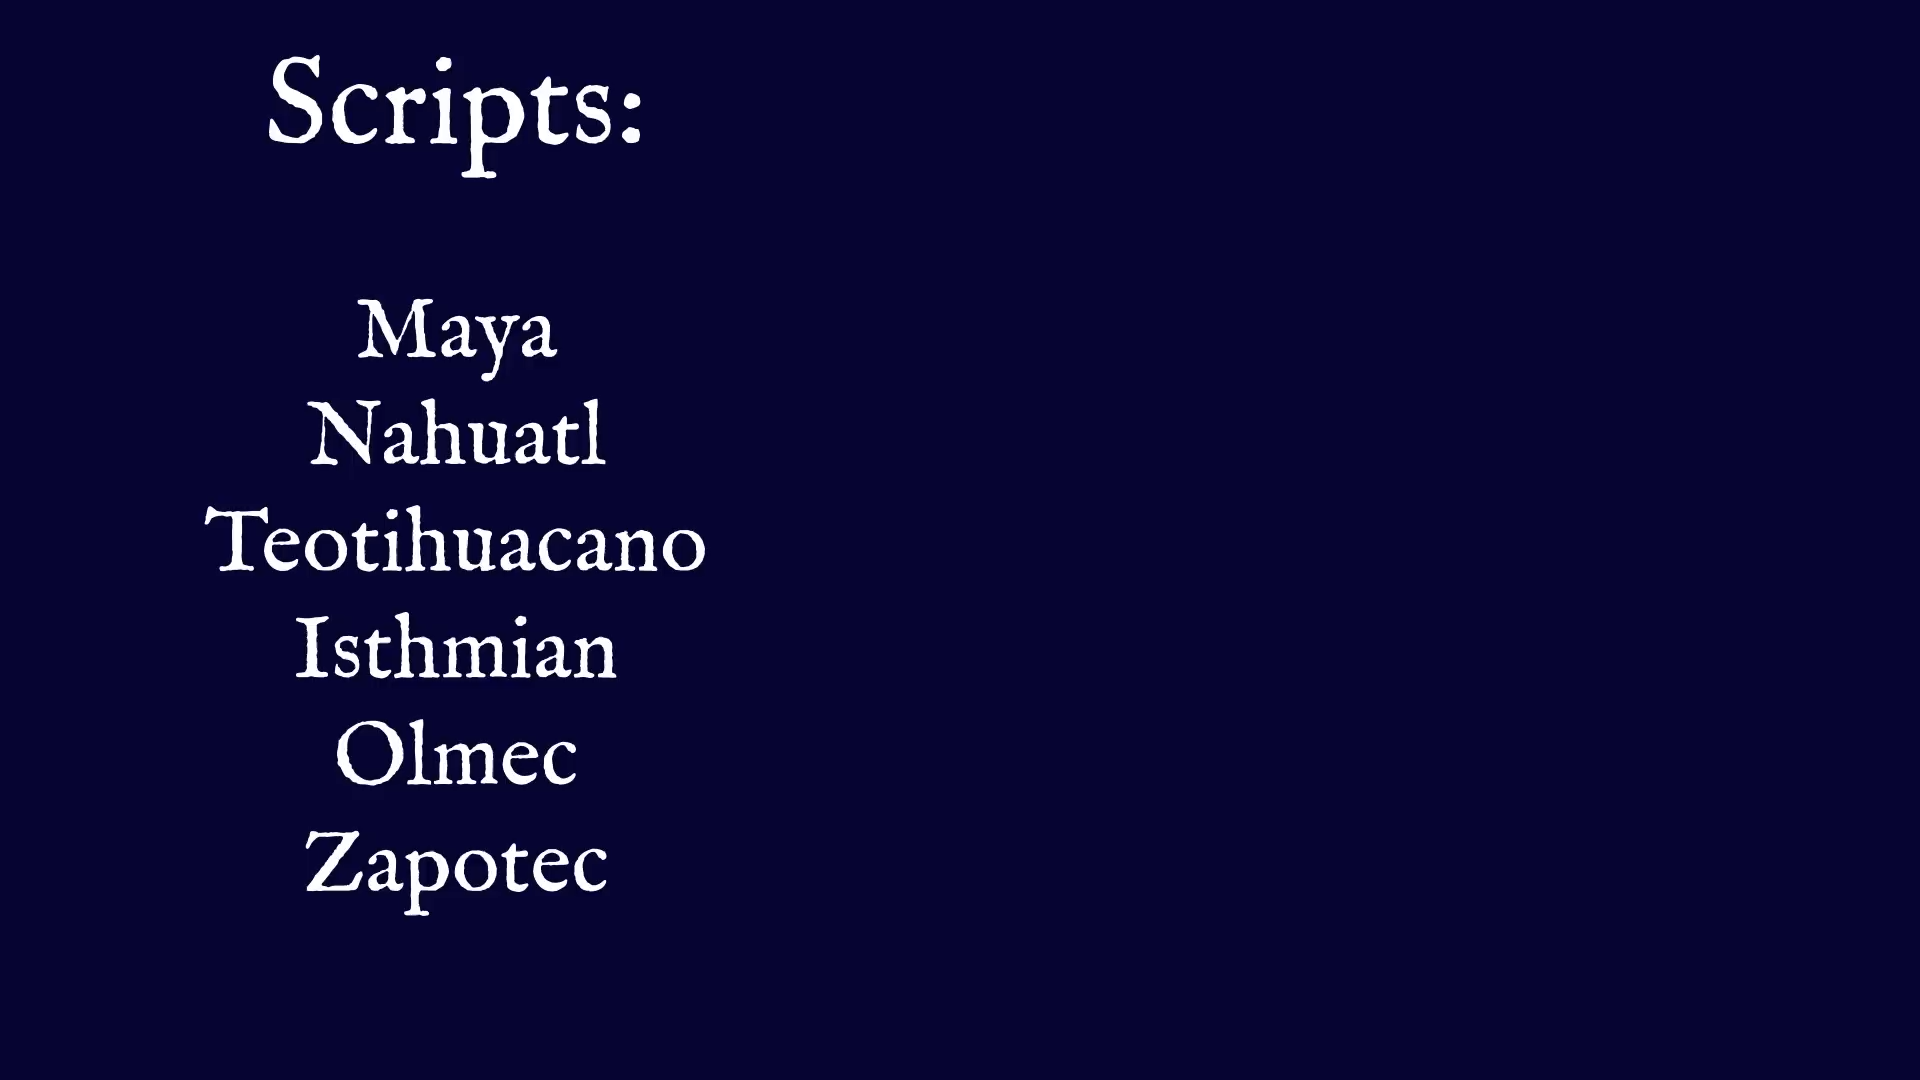 Scripts:
Maya
Nahuatl
Teotihuacano
Isthmian
Olmec
Zapotec